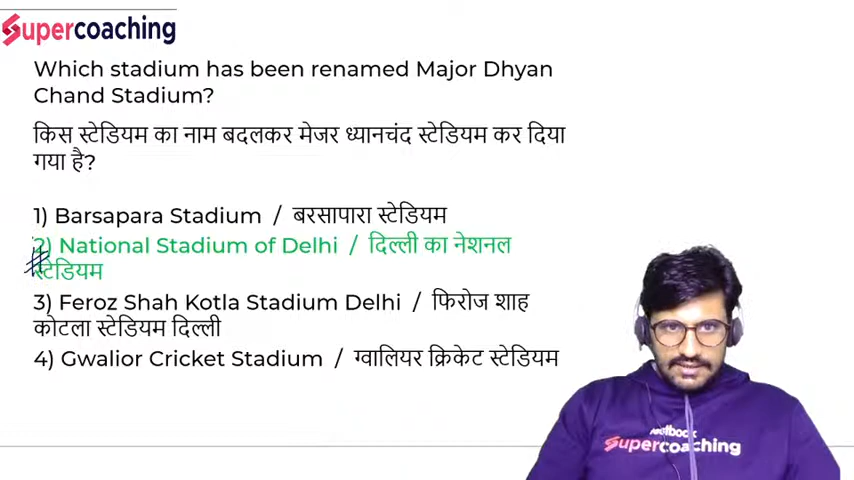 Supercoaching
Which stadium has been renamed Major Dhyan
Chand Stadium?
किस स्टेडियम का नाम बदलकर मेजर ध्यानचंद स्टेडियम कर दिया
गया है?
1) Barsapara Stadium / बरसापारा स्टेडियम
2) National Stadium of Delhi / दिल्ली का नेशनल
स्टेडियम
3) Feroz Shah Kotla Stadium Delhi / फिरोज शाह
कोटला स्टेडियम दिल्ली
4) Gwalior Cricket Stadium / ग्वालियर क्रिकेट स्टेडियम
testbook
Supercoaching